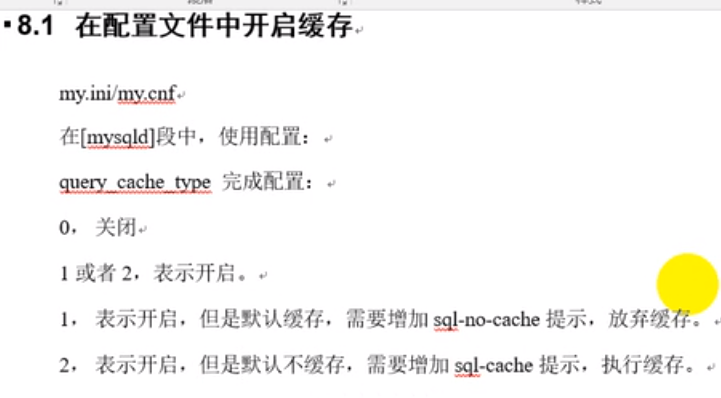 8.1 在配置文件中开启缓存
my.ini/my.cnf
在[mysqld]段中，使用配置：
query_cache_type 完成配置：
0， 关闭
1 或者 2，表示开启。
1， 表示开启，但是默认缓存，需要增加 sql-no-cache 提示，放弃缓存。
2， 表示开启，但是默认不缓存，需要增加 sql-cache 提示，执行缓存。